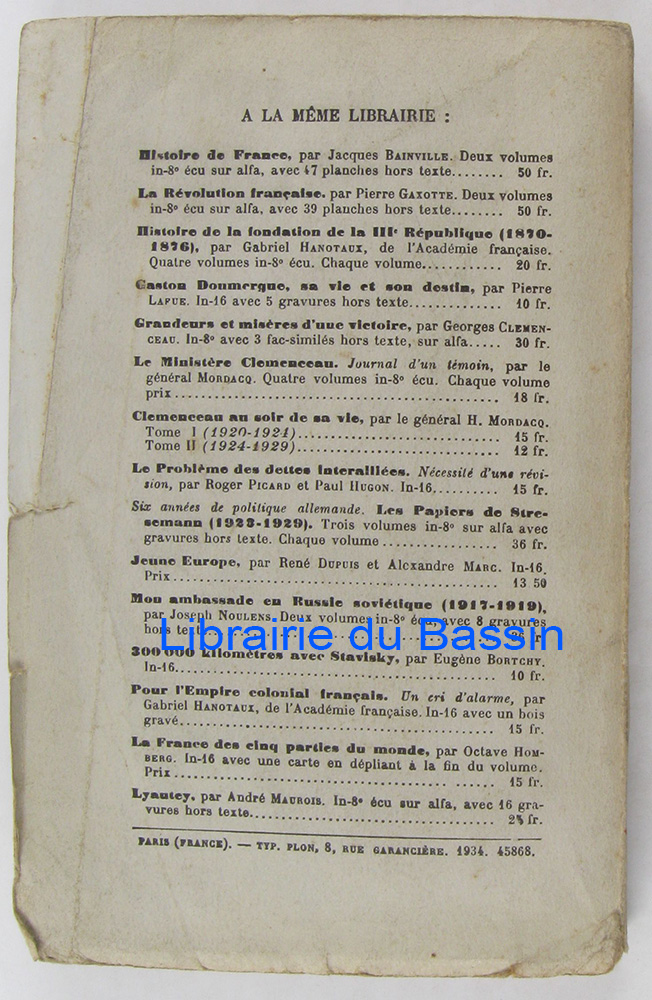 A LA MÊME LIBRAIRIE :
Histoire de France, par Jacques BAINVILLE. Deux volumes
in-8º écu sur alfa, avec 47 planches hors texte........ 50 fr.
La Révolution française. par Pierre GAXOTTE. Deux volumes
in-8º écu sur alfa, avec 39 planches hors texte........ 50 fr.
Histoire de la fondation de la IIIe République (1870-
1876), par Gabriel HANOTAUX, de l'Académie française.
Quatre volumes in-8º écu. Chaque volume............ 20 fr.
Gaston Doumergue, sa vie et son destin, par Pierre
LAFUE. In-16 avec 5 gravures hors texte............. 10 fr.
Grandeurs et misères d'une victoire, par Georges CLEMEN-
CEAU. In-8º avec 3 fac-similés hors texte, sur alfa..... 30 fr.
Le Ministère Clemenceau. Journal d'un témoin, par le
général MORDACQ. Quatre volumes in-8º écu. Chaque volume
prix.................................................. 18 fr.
Clemenceau au soir de sa vie, par le général H. MORDACQ.
Tome I (1920-1924)................................. 15 fr.
Tome II (1924-1929)................................. 12 fr.
Le Problème des dettes interalliées. Nécessité d'une révi-
sion, par Roger PICARD et Paul HUGON. In-16.......... 15 fr.
Six années de politique allemande. Les Papiers de Stre-
semann (1923-1929). Trois volumes in-8º sur alfa avec
gravures hors texte. Chaque volume ................ 36 fr.
Jeune Europe, par René DUPUIS et Alexandre MARC. In-16.
Prix.................................................. 13 50
Mon ambassade en Russie soviétique (1917-1919),
par Joseph NOULENS. Deux volumes in-8º écu, avec 8 gravures
hors texte fr.
Librairie du Bassin
300 000 kilomètres avec Stavisky, par Eugène BORTCHY.
In-16................................................. 10 fr.
Pour l'Empire colonial français. Un cri d'alarme, par
Gabriel HANOTAUX, de l'Académie française. In-16 avec un bois
gravé................................................. 15 fr.
La France des cinq parties du monde, par Octave HOM-
BERG. In-16 avec une carte en dépliant à la fin du volume.
Prix.................................................. 15 fr.
Lyautey, par André MAUROIS. In-8º écu sur alfa, avec 16 gra-
vures hors texte...................................... fr.
PARIS (FRANCE). — TYP. PLON, 8, RUE GARANCIÈRE. 1934. 45868.